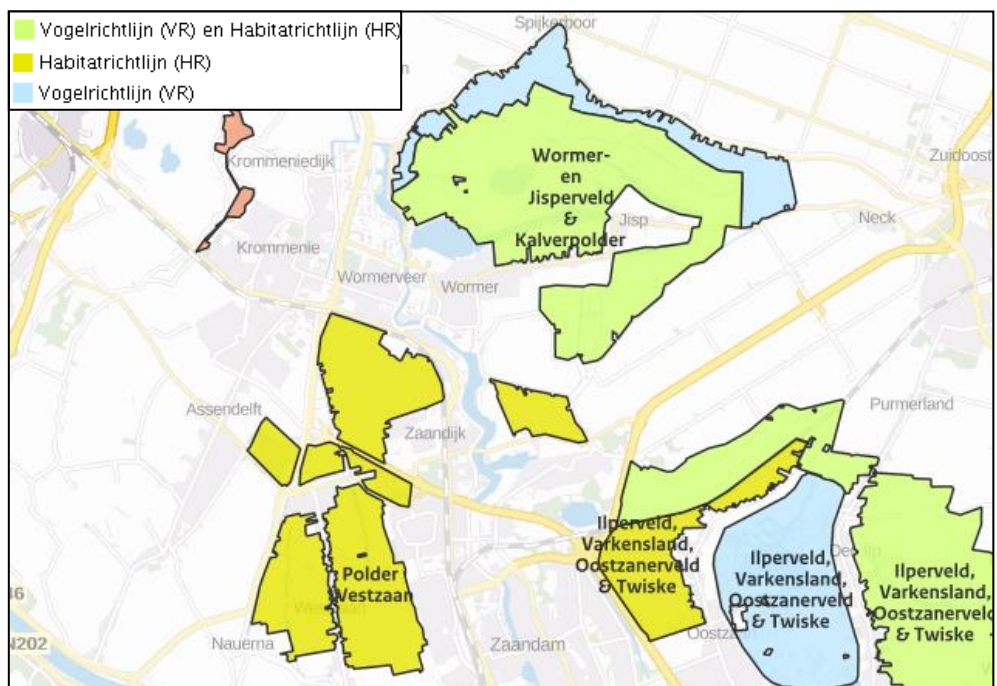 Vogelrichtlijn (VR) en Habitatrichtlijn (HR)
Habitatrichtlijn (HR)
Vogelrichtlijn (VR)
Spijkerboor
Krommeniedijk
Wormer-
en
Jisperveld
&
Kalverpolder
Zuidoost
Jisp
Neck
Krommenie
Wormerveer
Wormer
Assendelft
Zaandijk
Purmerland
Ilperveld,
Varkensland,
Oostzanerveld
& Twiske
Den Ilp
Ilperveld,
Varkensland,
Oostzanerveld
& Twiske
Ilperveld,
Varkensland,
Oostzanerveld
& Twiske
Polder
Westzaan
Nauerna
Zaandam
N202